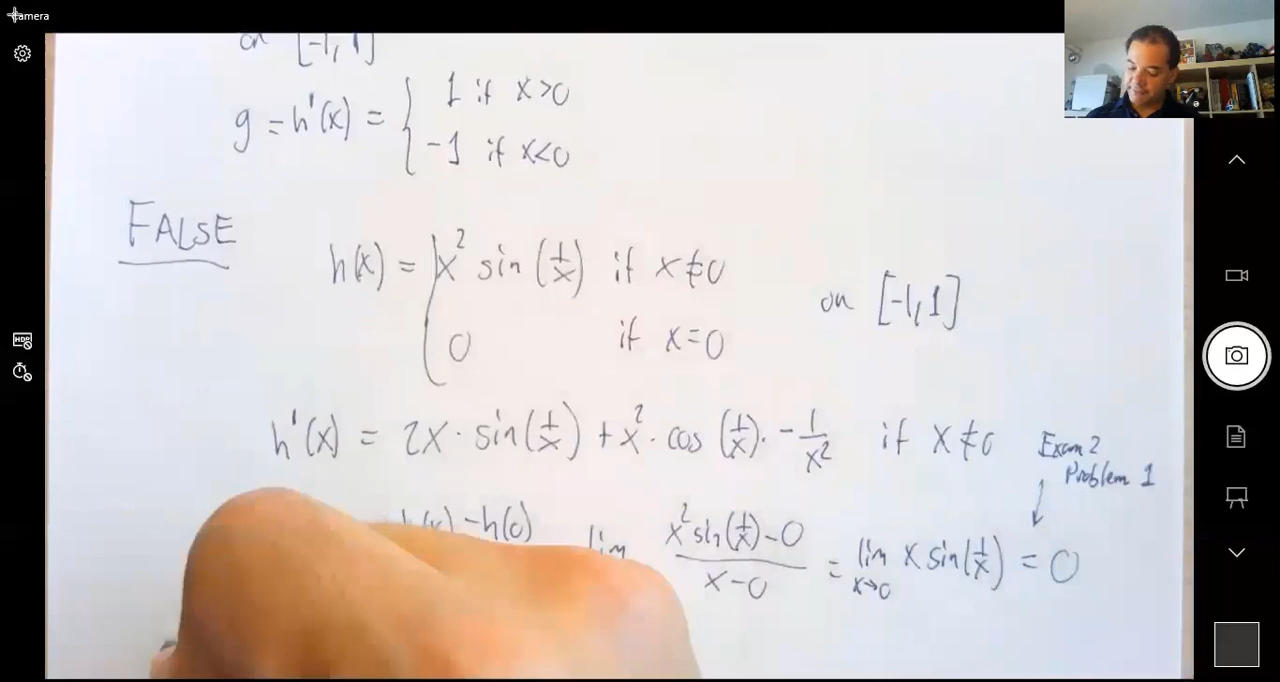 Camera
on [-1, 1]
g = h'(x) = { 1 if x>0
-1 if x<0
FALSE
h(x) = { x² sin(1/x) if x≠0
0 if x=0
on [-1, 1]
h'(x) = 2x · sin(1/x) + x² · cos(1/x) · -1/x² if x≠0
Exam 2
Problem 1
h(x) - h(0)
lim (x² sin(1/x) - 0)/(x-0) = lim x→0 x sin(1/x) = 0
HDR